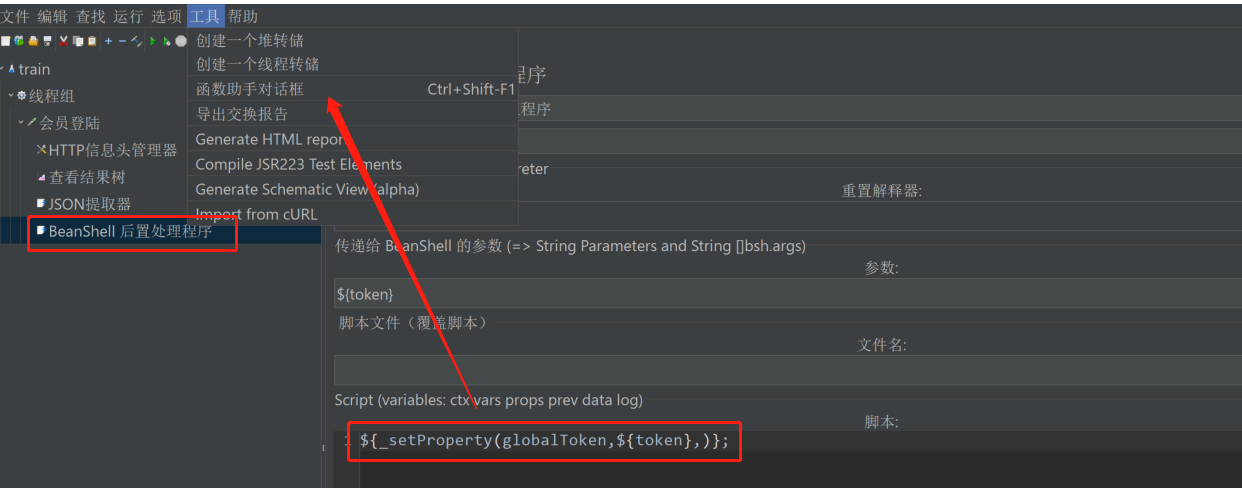 文件 编辑 查找 运行 选项 工具 帮助
创建一个堆转储
创建一个线程转储
函数助手对话框 Ctrl+Shift-F1
导出交换报告
Generate HTML report
Compile JSR223 Test Elements
Generate Schematic View (alpha)
Import from cURL
train
线程组
会员登陆
HTTP信息头管理器
查看结果树
JSON提取器
BeanShell 后置处理程序
程序
程序
reter
重置解释器:
传递给 BeanShell 的参数 (=> String Parameters and String []bsh.args)
参数:
${token}
脚本文件（覆盖脚本）
文件名:
Script (variables: ctx vars props prev data log)
脚本:
1 ${_setProperty(globalToken,${token},)};